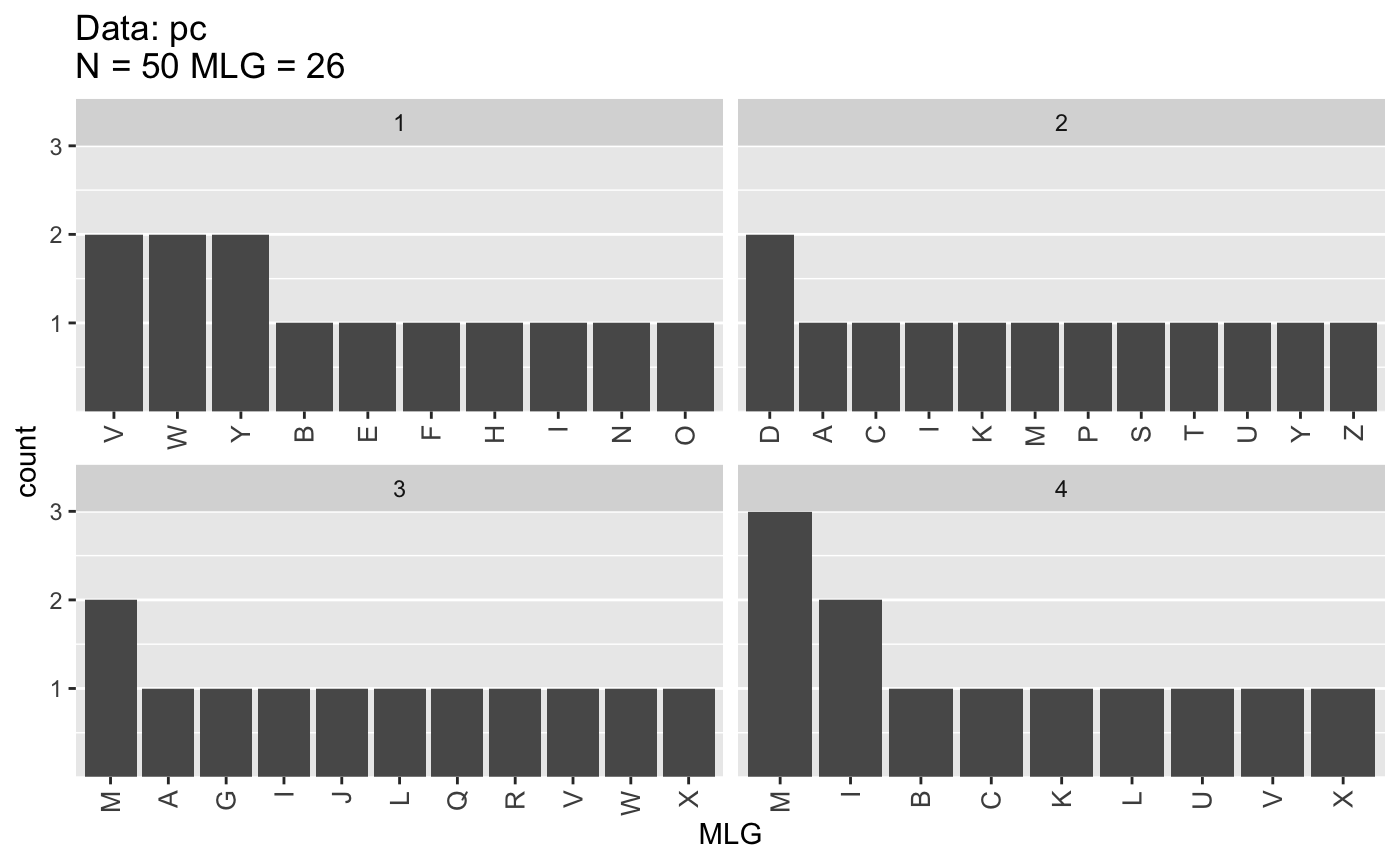 Data: pc
N = 50 MLG = 26
1
2
3
2
1
V W Y B E F H I N O
D A C I K M P S T U Y Z
count
3
4
3
2
1
M A G I J L Q R V W X
M I B C K L U V X
MLG